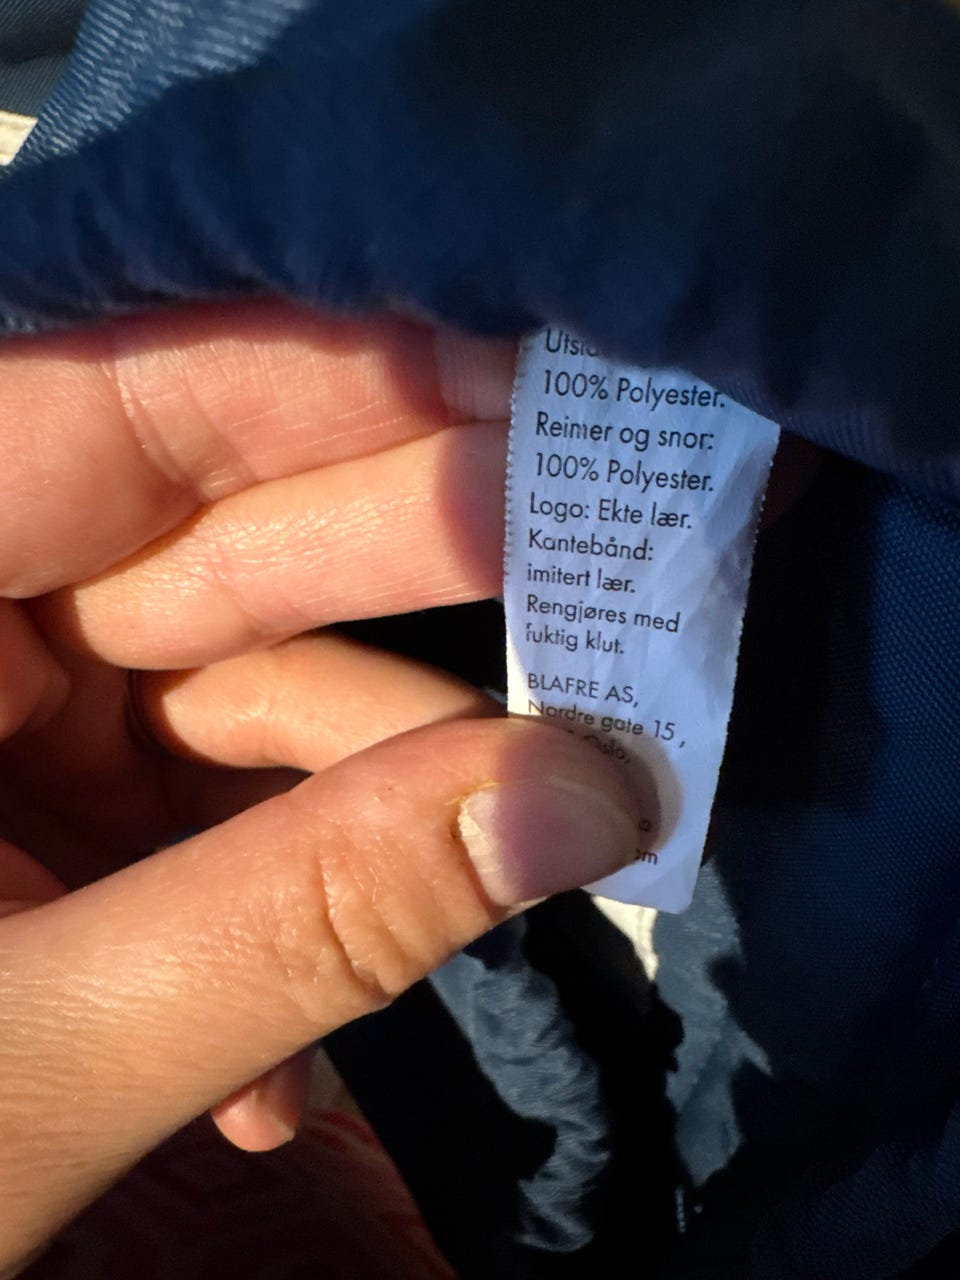 100% Polyester.
Reimer og snor:
100% Polyester.
Logo: Ekte lær.
Kantebånd:
imitert lær.
Rengjøres med
fuktig klut.
BLAFRE AS,
Nordre gate 15,
Oslo,